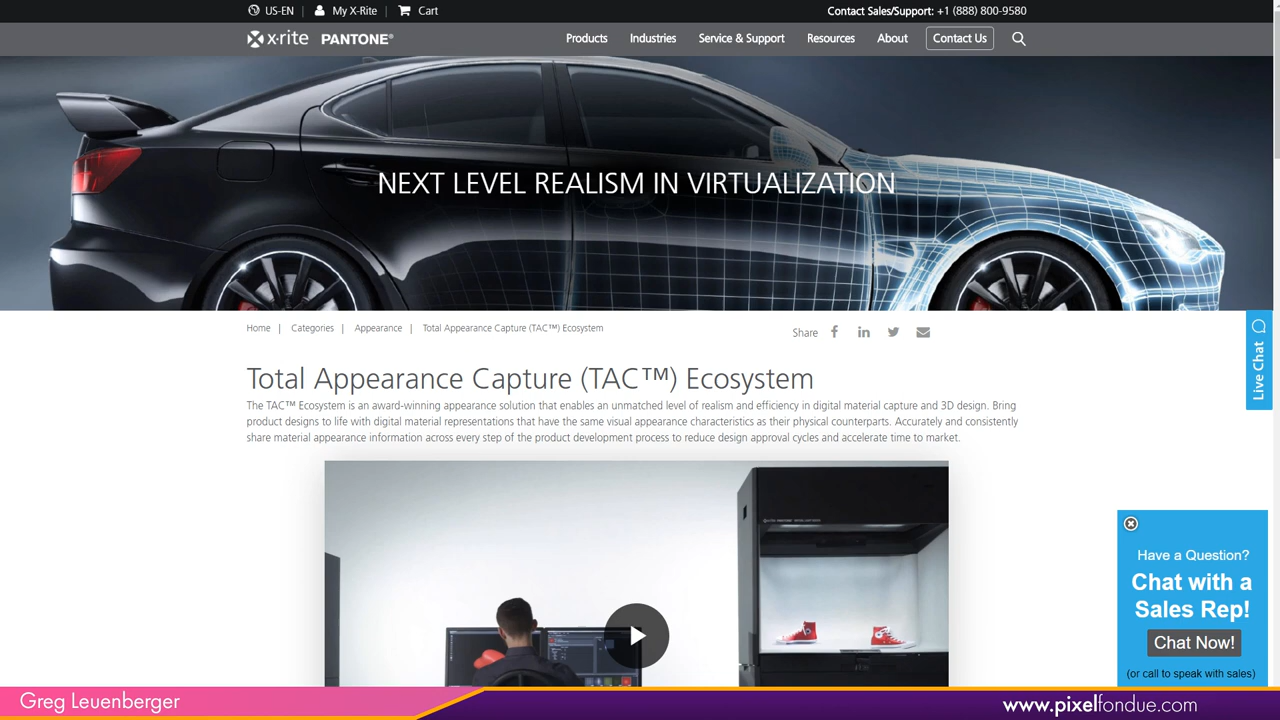 US-EN | My X-Rite | Cart
Contact Sales/Support: +1 (888) 800-9580
x·rite PANTONE®
Products Industries Service & Support Resources About Contact Us
NEXT LEVEL REALISM IN VIRTUALIZATION
Home | Categories | Appearance | Total Appearance Capture (TAC™) Ecosystem
Share
Total Appearance Capture (TAC™) Ecosystem
The TAC™ Ecosystem is an award-winning appearance solution that enables an unmatched level of realism and efficiency in digital material capture and 3D design. Bring
product designs to life with digital material representations that have the same visual appearance characteristics as their physical counterparts. Accurately and consistently
share material appearance information across every step of the product development process to reduce design approval cycles and accelerate time to market.
Live Chat
Have a Question?
Chat with a
Sales Rep!
Chat Now!
(or call to speak with sales)
Greg Leuenberger
www.pixelfondue.com